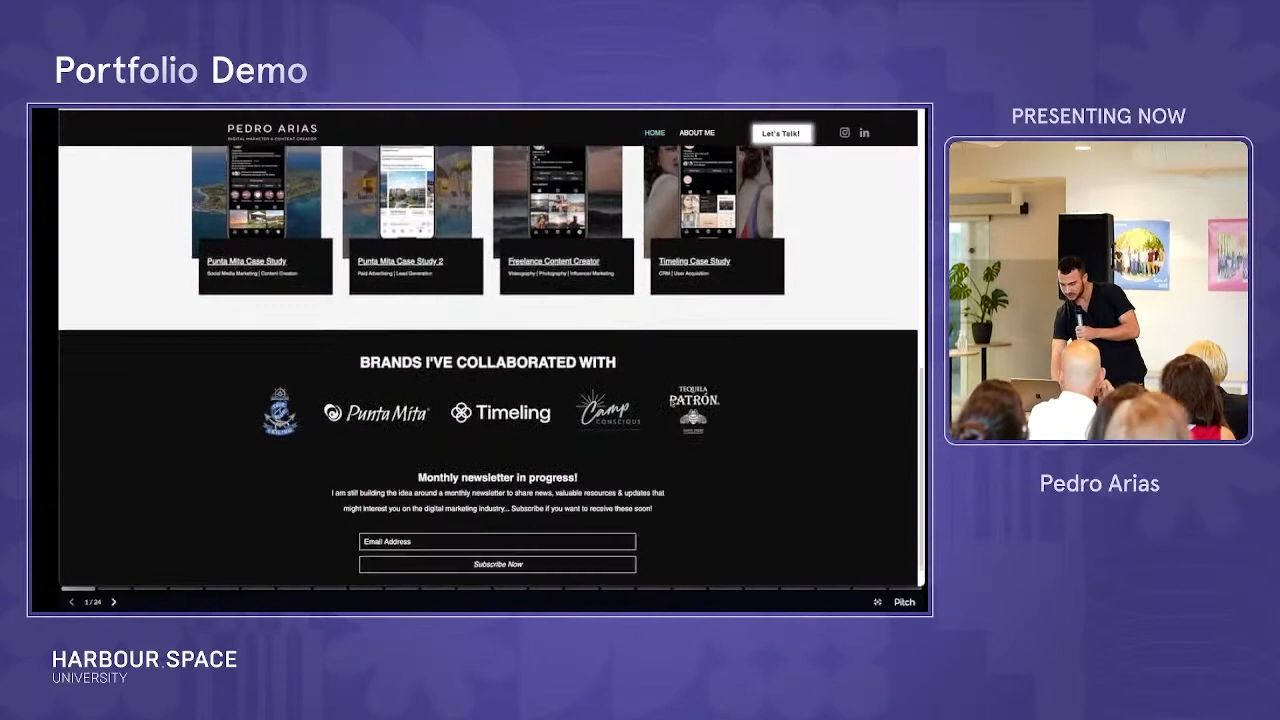 Portfolio Demo
PRESENTING NOW
PEDRO ARIAS
DIGITAL MARKETER & CONTENT CREATOR
HOME
ABOUT ME
Let's Talk!
Punta Mita Case Study
Social Media Marketing | Content Creation
Punta Mita Case Study 2
Paid Advertising | Lead Generation
Freelance Content Creator
Videography | Photography | Influencer Marketing
Timeling Case Study
CRM | User Acquisition
BRANDS I'VE COLLABORATED WITH
Punta Mita
Timeling
Camp
CONSCIOUS
TEQUILA
PATRÓN
Monthly newsletter in progress!
I am still building the idea around a monthly newsletter to share news, valuable resources & updates that
might interest you on the digital marketing industry... Subscribe if you want to receive these soon!
Email Address
Subscribe Now
1 / 24
Pitch
Pedro Arias
HARBOUR.SPACE
UNIVERSITY